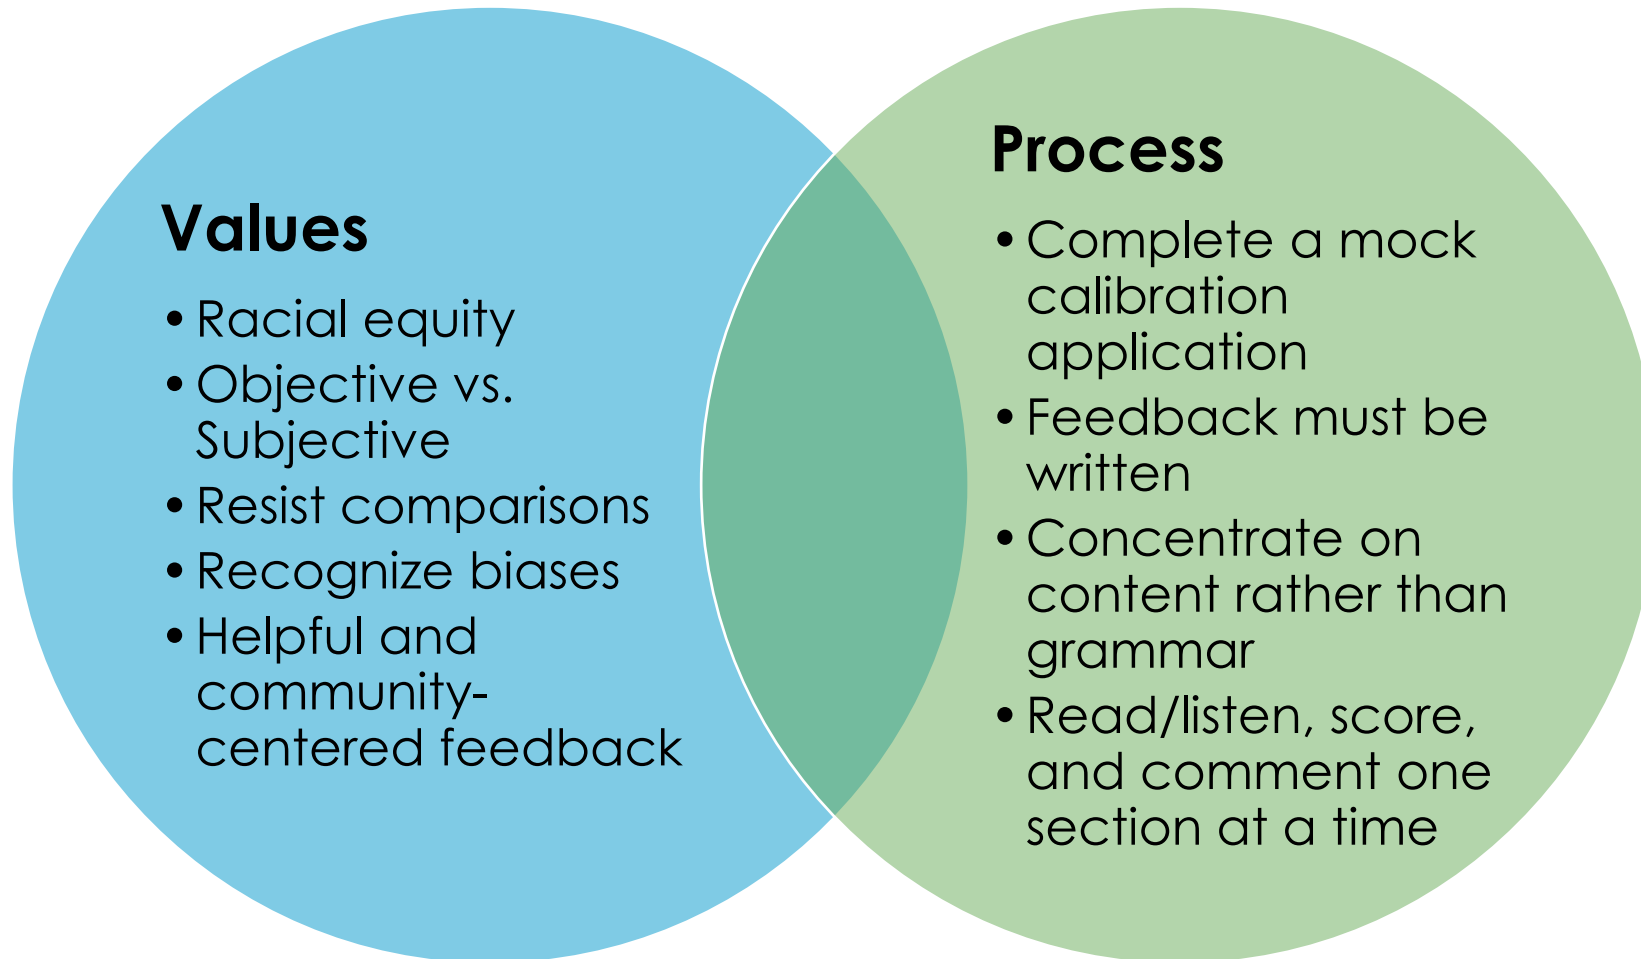 Values
• Racial equity
• Objective vs.
Subjective
• Resist comparisons
• Recognize biases
• Helpful and
community-
centered feedback
Process
• Complete a mock
calibration
application
• Feedback must be
written
• Concentrate on
content rather than
grammar
• Read/listen, score,
and comment one
section at a time